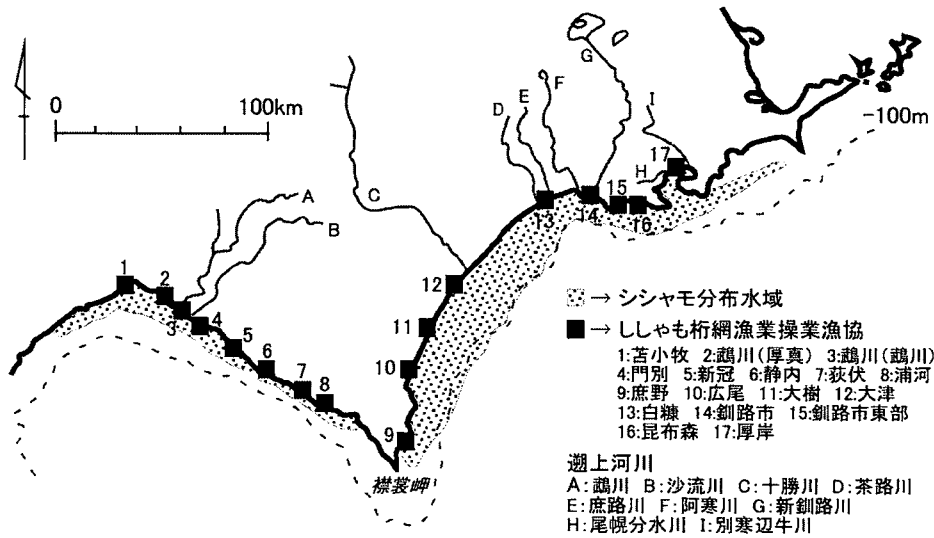 0 100km
-100m
A
B
C
D
E
F
G
H
I
1
2
3
4
5
6
7
8
9
10
11
12
13
14
15
16
17
襟裳岬
→ シシャモ分布水域
→ ししゃも桁網漁業操業漁協
1:苫小牧 2:鵡川(厚真) 3:鵡川(鵡川)
4:門別 5:新冠 6:静内 7:荻伏 8:浦河
9:庶野 10:広尾 11:大樹 12:大津
13:白糠 14:釧路市 15:釧路市東部
16:昆布森 17:厚岸
遡上河川
A:鵡川 B:沙流川 C:十勝川 D:茶路川
E:庶路川 F:阿寒川 G:新釧路川
H:尾幌分水川 I:別寒辺牛川